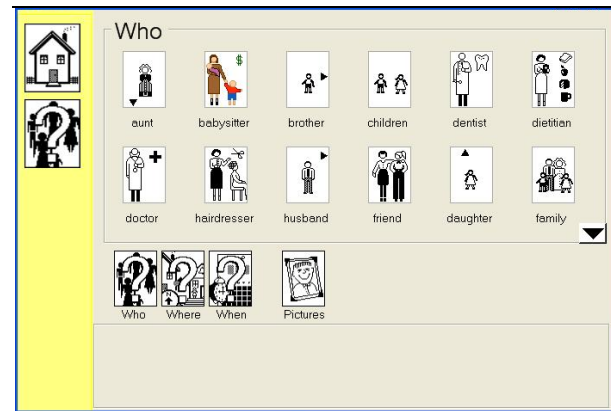 Who
aunt babysitter brother children dentist dietitian
$
doctor hairdresser husband friend daughter family
Who Where When Pictures